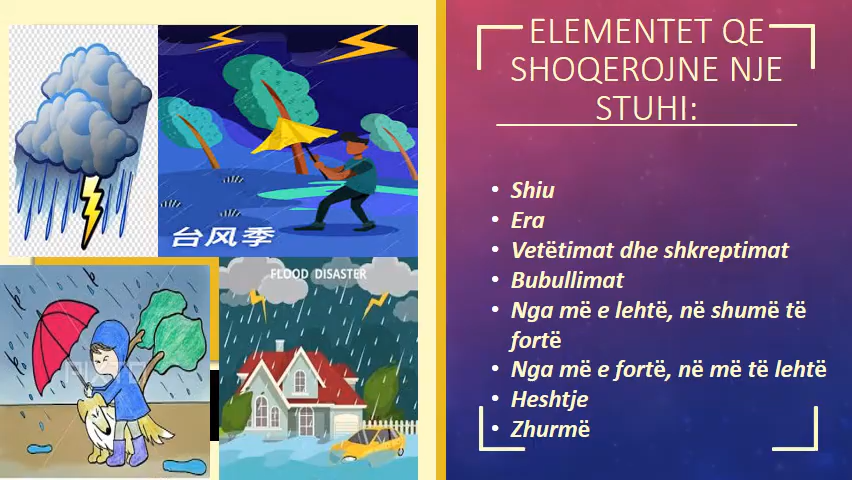 台风季
FLOOD DISASTER
ELEMENTET QE
SHOQEROJNE NJE
STUHI:
• Shiu
• Era
• Vetëtimat dhe shkreptimat
• Bubullimat
• Nga më e lehtë, në shumë të
fortë
• Nga më e fortë, në më të lehtë
• Heshtje
• Zhurmë